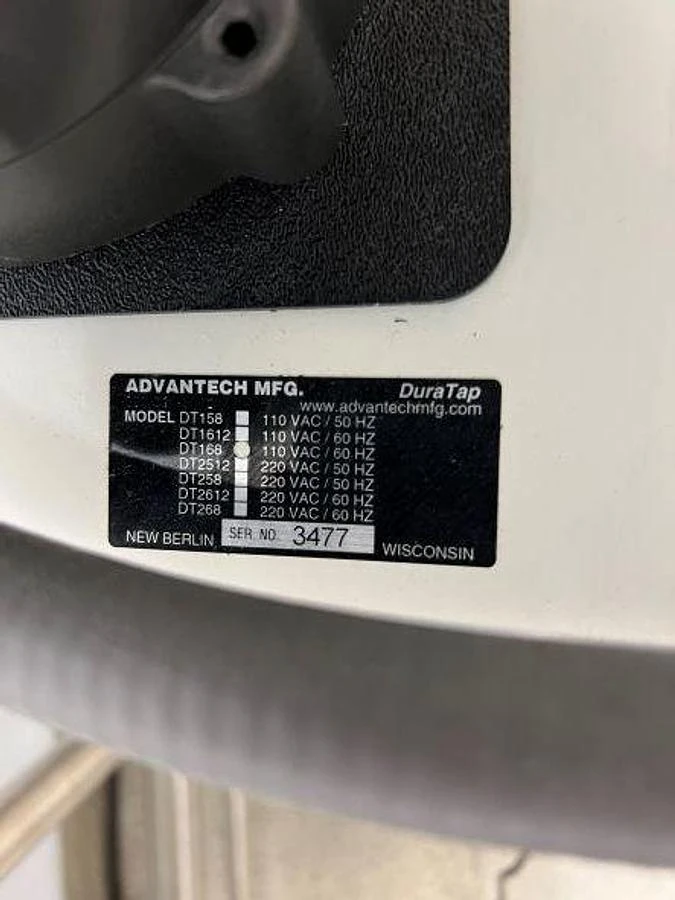 ADVANTECH MFG. DuraTap
www.advantechmfg.com
MODEL DT158 110 VAC / 50 HZ
DT1612 110 VAC / 60 HZ
DT168 110 VAC / 60 HZ
DT2512 220 VAC / 50 HZ
DT258 220 VAC / 50 HZ
DT2612 220 VAC / 60 HZ
DT268 220 VAC / 60 HZ
NEW BERLIN SER NO. 3477 WISCONSIN